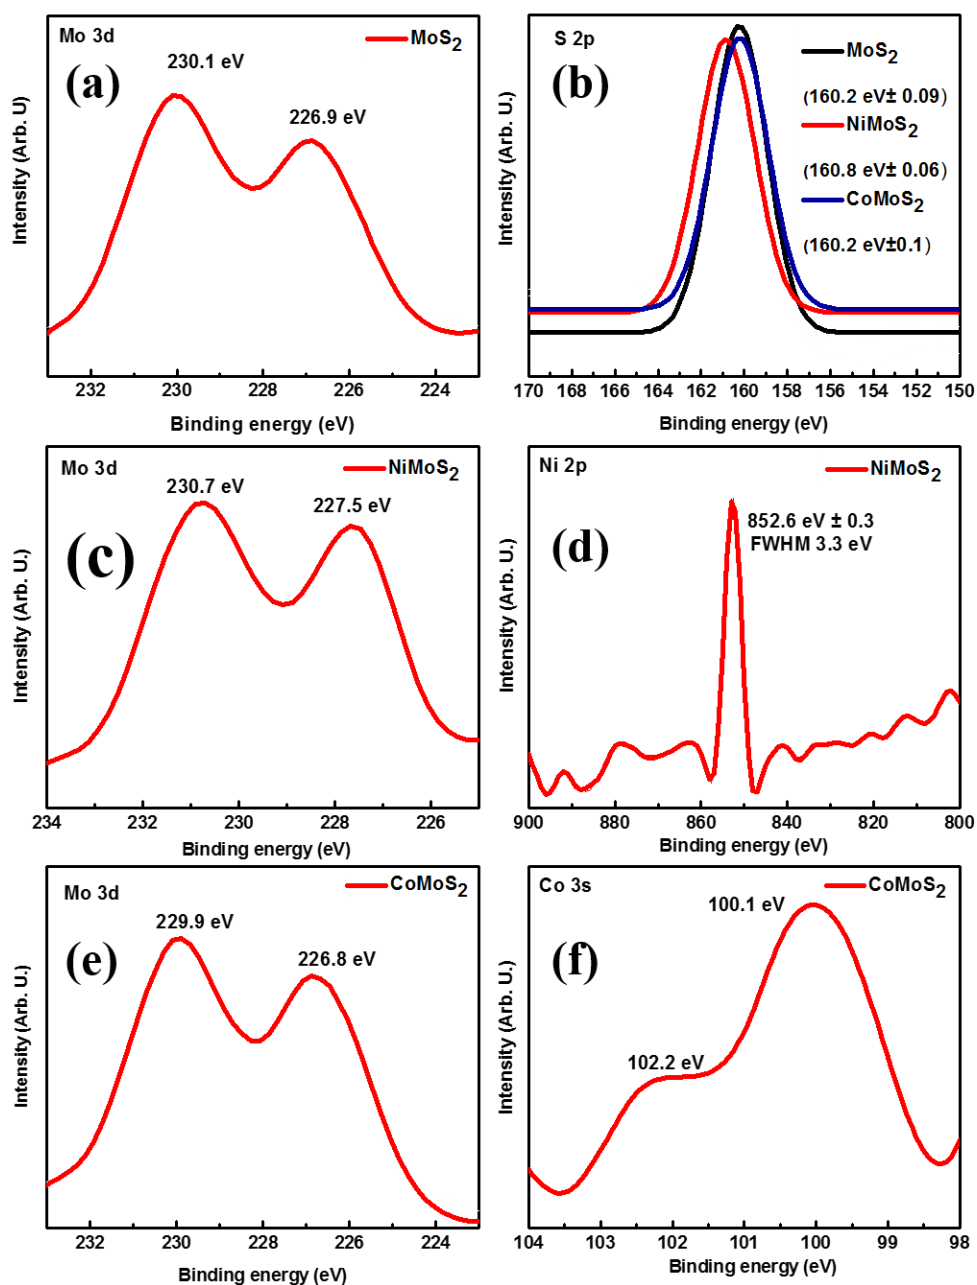 Mo 3d
MoS2
(a)
230.1 eV
226.9 eV
Intensity (Arb. U)
232 230 228 226 224
Binding energy (eV)
S 2p
(b)
MoS2
(160.2 eV± 0.09)
NiMoS2
(160.8 eV± 0.06)
CoMoS2
(160.2 eV±0.1)
Intensity (Arb. U.)
170 168 166 164 162 160 158 156 154 152 150
Binding energy (eV)
Mo 3d
NiMoS2
(c)
230.7 eV
227.5 eV
Intensity (Arb. U.)
234 232 230 228 226
Binding energy (eV)
Ni 2p
NiMoS2
(d)
852.6 eV ± 0.3
FWHM 3.3 eV
Intensity (Arb. U.)
900 880 860 840 820 800
Binding energy (eV)
Mo 3d
CoMoS2
(e)
229.9 eV
226.8 eV
Intensity (Arb. U.)
232 230 228 226 224
Binding energy (eV)
Co 3s
CoMoS2
(f)
100.1 eV
102.2 eV
Intensity (Arb. U.)
104 103 102 101 100 99 98
Binding energy (eV)